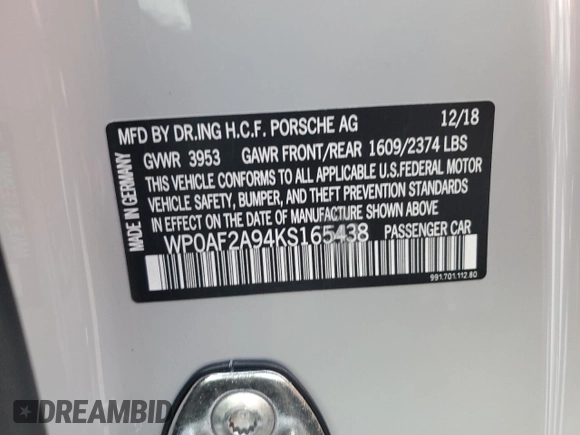 MFD BY DR.ING H.C.F. PORSCHE AG 12/18
GVWR 3953 GAWR FRONT/REAR 1609/2374 LBS
THIS VEHICLE CONFORMS TO ALL APPLICABLE U.S.FEDERAL MOTOR
VEHICLE SAFETY, BUMPER, AND THEFT PREVENTION STANDARDS
IN EFFECT ON THE DATE OF MANUFACTURE SHOWN ABOVE.
WP0AF2A94KS165438 PASSENGER CAR
MADE IN GERMANY
991.701.112.80
DREAMBID